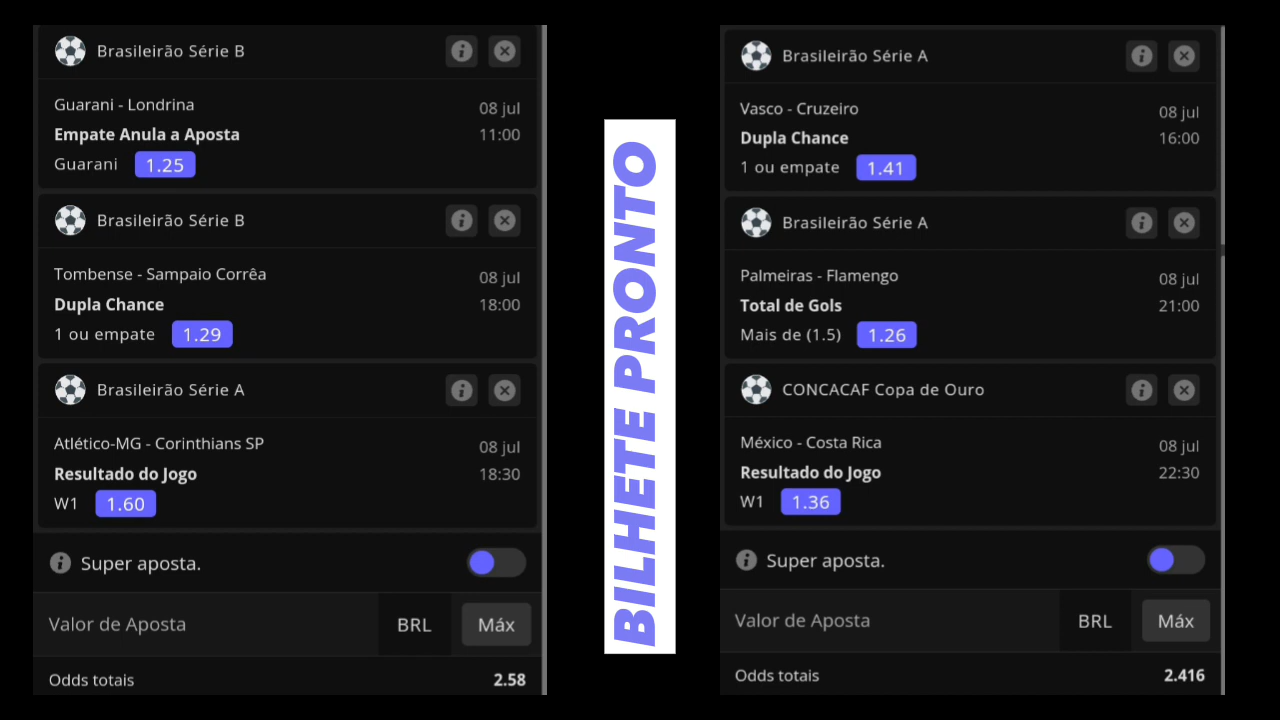 Brasileirão Série B
Guarani - Londrina
08 jul
Empate Anula a Aposta
11:00
Guarani 1.25
Brasileirão Série B
Tombense - Sampaio Corrêa
08 jul
Dupla Chance
18:00
1 ou empate 1.29
Brasileirão Série A
Atlético-MG - Corinthians SP
08 jul
Resultado do Jogo
18:30
W1 1.60
Super aposta.
Valor de Aposta BRL Máx
Odds totais 2.58
BILHETE PRONTO
Brasileirão Série A
Vasco - Cruzeiro
08 jul
Dupla Chance
16:00
1 ou empate 1.41
Brasileirão Série A
Palmeiras - Flamengo
08 jul
Total de Gols
21:00
Mais de (1.5) 1.26
CONCACAF Copa de Ouro
México - Costa Rica
08 jul
Resultado do Jogo
22:30
W1 1.36
Super aposta.
Valor de Aposta BRL Máx
Odds totais 2.416